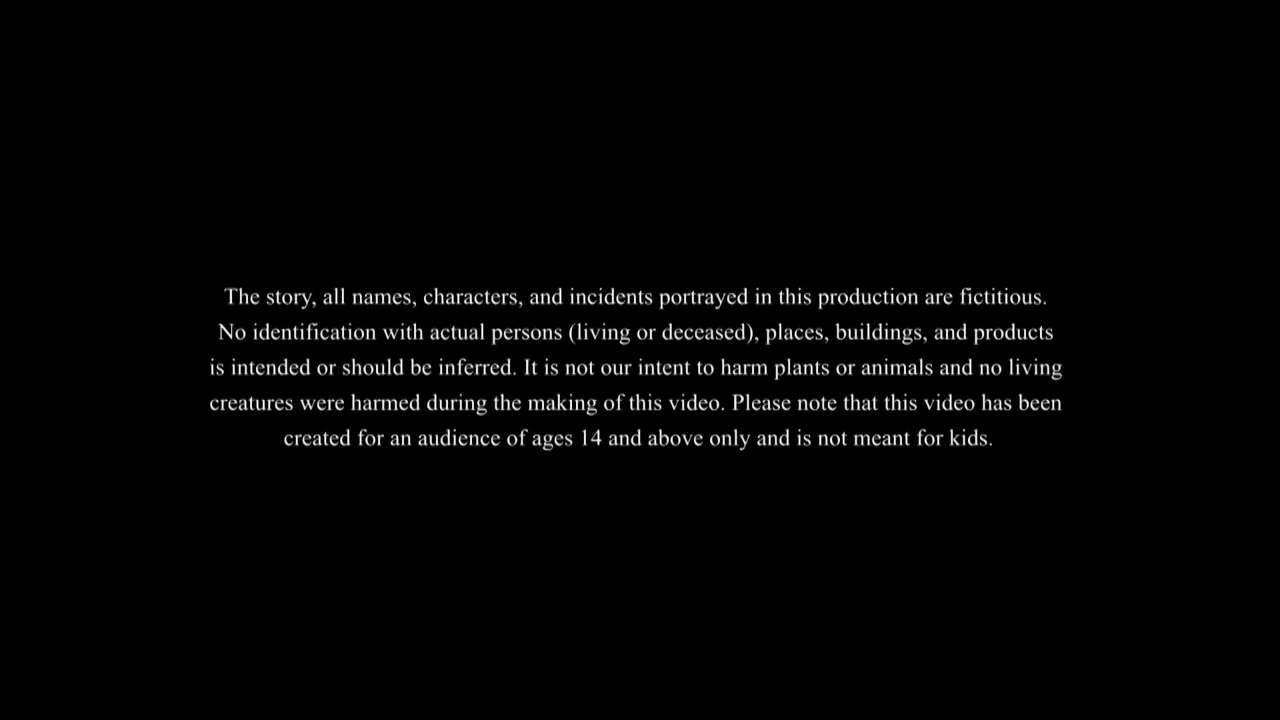 The story, all names, characters, and incidents portrayed in this production are fictitious.
No identification with actual persons (living or deceased), places, buildings, and products
is intended or should be inferred. It is not our intent to harm plants or animals and no living
creatures were harmed during the making of this video. Please note that this video has been
created for an audience of ages 14 and above only and is not meant for kids.